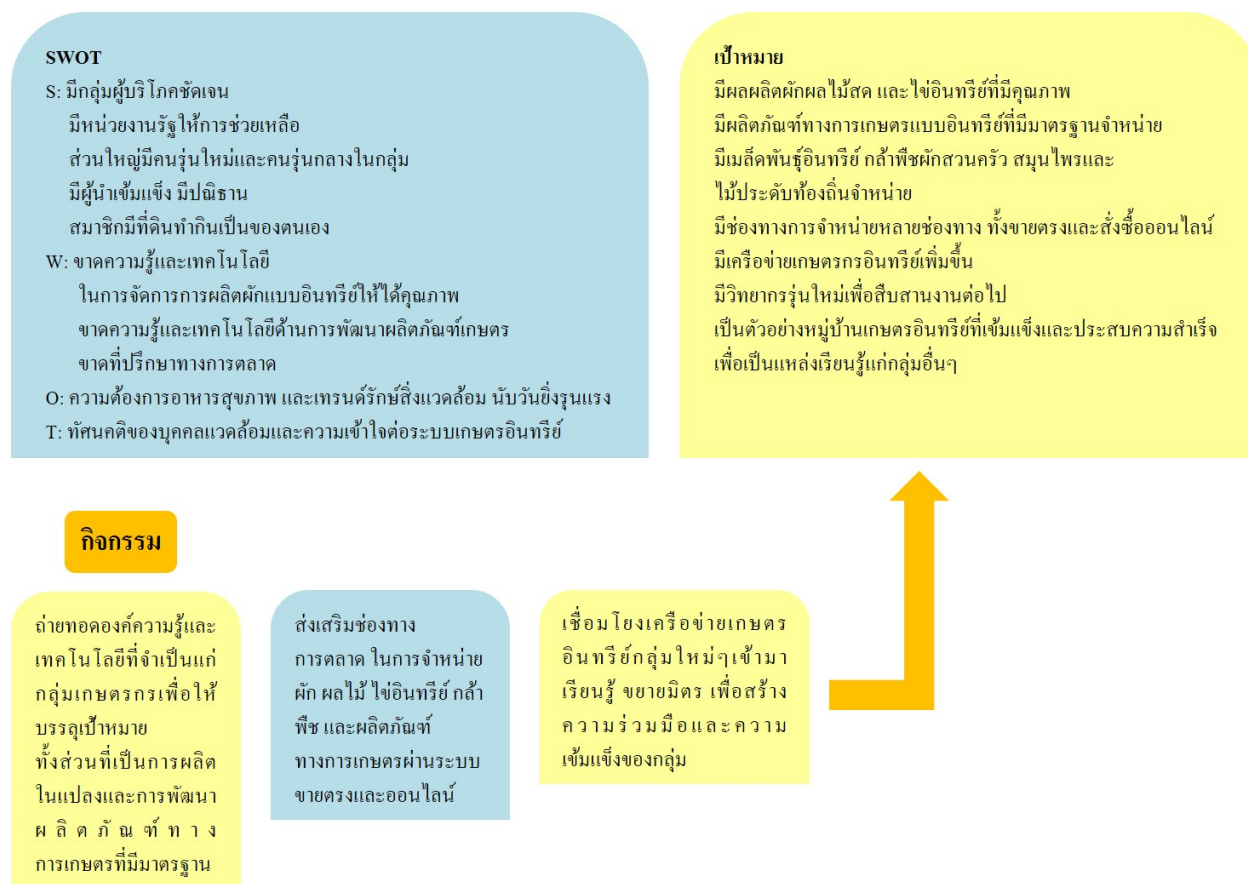 SWOT
S: มีกลุ่มผู้บริโภคชัดเจน
มีหน่วยงานรัฐให้การช่วยเหลือ
ส่วนใหญ่มีคนรุ่นใหม่และคนรุ่นกลางในกลุ่ม
มีผู้นำเข้มแข็ง มีปณิธาน
สมาชิกมีที่ดินทำกินเป็นของตนเอง
W: ขาดความรู้และเทคโนโลยี
ในการจัดการการผลิตผักแบบอินทรีย์ให้ได้คุณภาพ
ขาดความรู้และเทคโนโลยีด้านการพัฒนาผลิตภัณฑ์เกษตร
ขาดที่ปรึกษาทางการตลาด
O: ความต้องการอาหารสุขภาพ และเทรนด์รักษ์สิ่งแวดล้อม นับวันยิ่งรุนแรง
T: ทัศนคติของบุคคลแวดล้อมและความเข้าใจต่อระบบเกษตรอินทรีย์
เป้าหมาย
มีผลผลิตผักผลไม้สด และไข่อินทรีย์ที่มีคุณภาพ
มีผลิตภัณฑ์ทางการเกษตรแบบอินทรีย์ที่มีมาตรฐานจำหน่าย
มีเมล็ดพันธุ์อินทรีย์ กล้าพืชผักสวนครัว สมุนไพรและ
ไม้ประดับท้องถิ่นจำหน่าย
มีช่องทางการจำหน่ายหลายช่องทาง ทั้งขายตรงและสั่งซื้อออนไลน์
มีเครือข่ายเกษตรกรอินทรีย์เพิ่มขึ้น
มีวิทยากรรุ่นใหม่เพื่อสืบสานงานต่อไป
เป็นตัวอย่างหมู่บ้านเกษตรอินทรีย์ที่เข้มแข็งและประสบความสำเร็จ
เพื่อเป็นแหล่งเรียนรู้แก่กลุ่มอื่นๆ
กิจกรรม
ถ่ายทอดองค์ความรู้และ
เทคโนโลยีที่จำเป็นแก่
กลุ่มเกษตรกรเพื่อให้
บรรลุเป้าหมาย
ทั้งส่วนที่เป็นการผลิต
ในแปลงและการพัฒนา
ผลิตภัณฑ์ทาง
การเกษตรที่มีมาตรฐาน
ส่งเสริมช่องทาง
การตลาด ในการจำหน่าย
ผัก ผลไม้ ไข่อินทรีย์ กล้า
พืช และผลิตภัณฑ์
ทางการเกษตรผ่านระบบ
ขายตรงและออนไลน์
เชื่อมโยงเครือข่ายเกษตร
อินทรีย์กลุ่มใหม่ๆเข้ามา
เรียนรู้ ขยายมิตร เพื่อสร้าง
ความร่วมมือและความ
เข้มแข็งของกลุ่ม